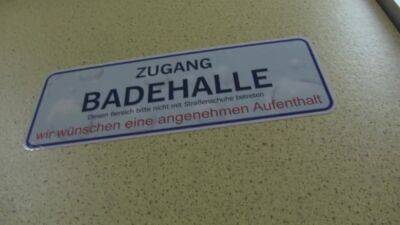 ZUGANG
BADEHALLE
Diesen Bereich bitte nicht mit Straßenschuhe betreten
wir wünschen eine angenehmen Aufenthalt